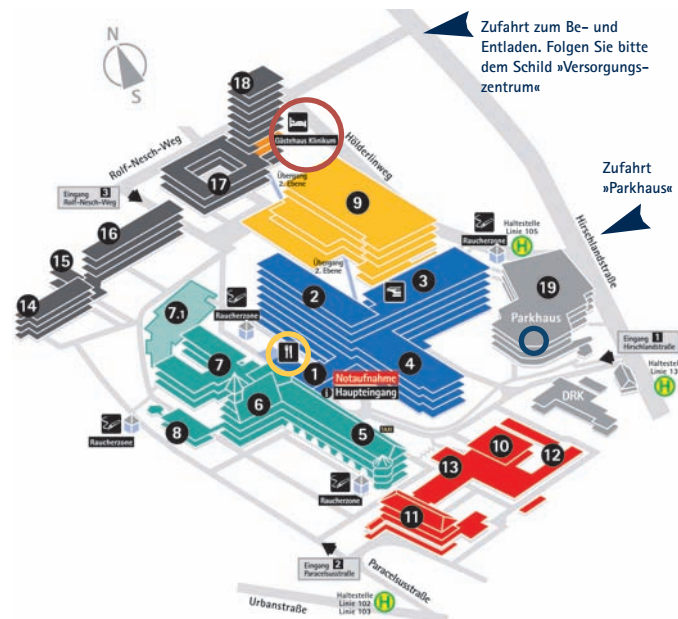 Zufahrt zum Be- und
Entladen. Folgen Sie bitte
dem Schild »Versorgungs-
zentrum«
N
S
18
Gästehaus Klinikum
Hölderlinweg
Rolf-Nesch-Weg
17
Übergang
2. Ebene
Zufahrt
»Parkhaus«
Eingang 3
Rolf-Nesch-Weg
9
Hirschlandstraße
16
Haltestelle
Linie 105
H
Raucherzone
15
Übergang
2. Ebene
3
19
14
7.1
2
Parkhaus
Raucherzone
Eingang 1
Hirschlandstraße
7
1
4
Haltestelle
Linie 13
H
Notaufnahme
i Haupteingang
DRK
6
8
5
TAXI
10
12
Raucherzone
13
Raucherzone
11
Eingang 2
Paracelsusstraße
Paracelsusstraße
Urbanstraße
Haltestelle
Linie 102
Linie 103
H